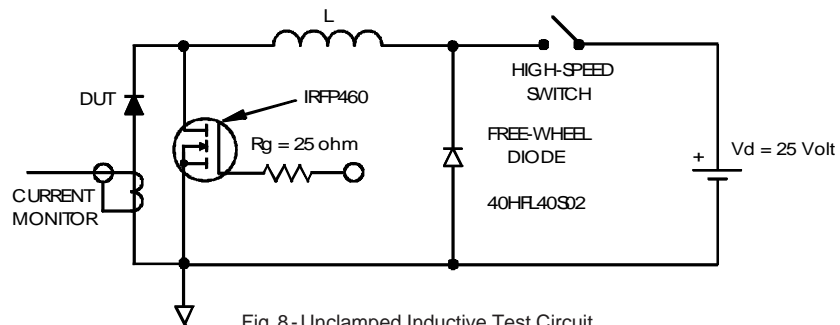 L
HIGH-SPEED
SWITCH
DUT
IRFP460
Rg = 25 ohm
FREE-WHEEL
DIODE
+
Vd = 25 Volt
40HFL40S02
CURRENT
MONITOR
Fig. 8 - Unclamped Inductive Test Circuit